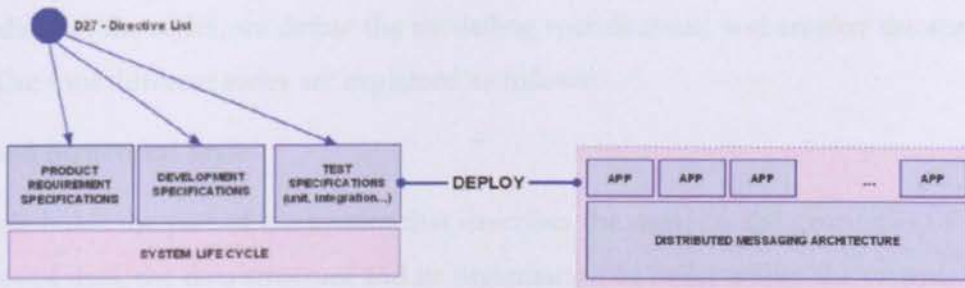 D27 - Directive List
PRODUCT
REQUIREMENT
SPECIFICATIONS
DEVELOPMENT
SPECIFICATIONS
TEST
SPECIFICATIONS
(unit, integration...)
SYSTEM LIFE CYCLE
DEPLOY
APP
APP
APP
...
APP
DISTRIBUTED MESSAGING ARCHITECTURE